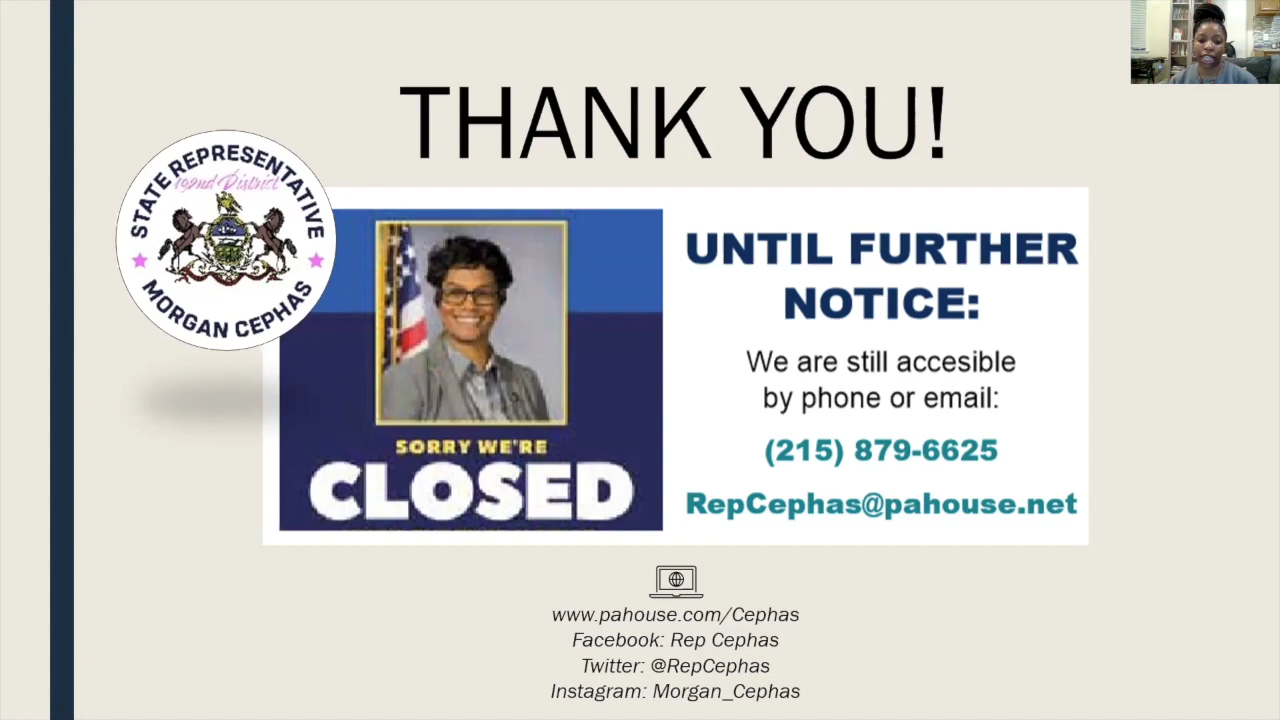 THANK YOU!
STATE REPRESENTATIVE
192nd District
MORGAN CEPHAS
SORRY WE'RE
CLOSED
UNTIL FURTHER
NOTICE:
We are still accesible
by phone or email:
(215) 879-6625
RepCephas@pahouse.net
www.pahouse.com/Cephas
Facebook: Rep Cephas
Twitter: @RepCephas
Instagram: Morgan_Cephas